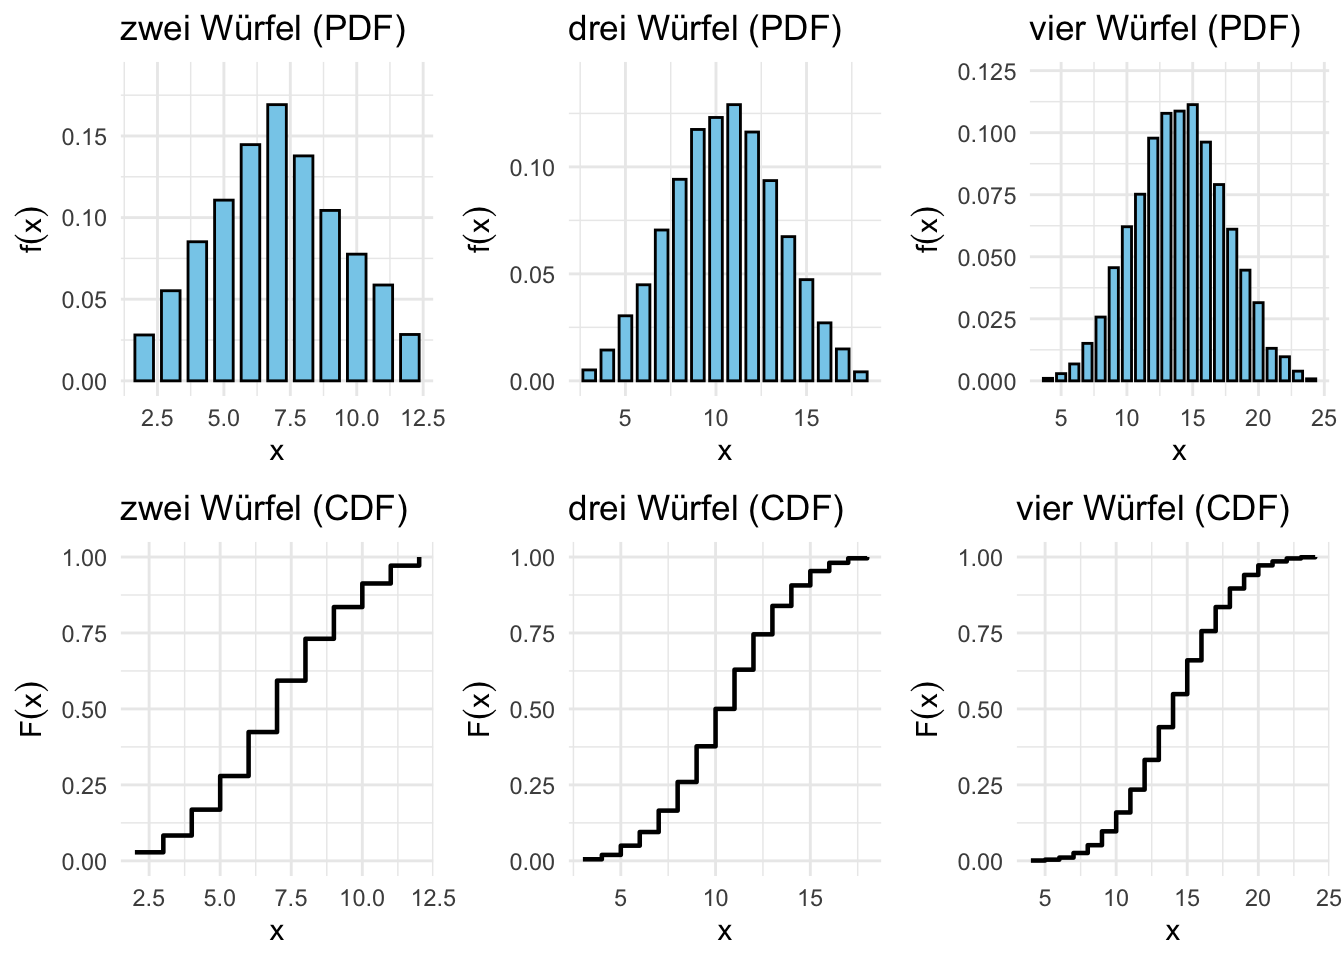 zwei Würfel (PDF)
0.15
0.10
0.05
0.00
f(x)
2.5 5.0 7.5 10.0 12.5
x
drei Würfel (PDF)
0.10
0.05
0.00
f(x)
5 10 15
x
vier Würfel (PDF)
0.125
0.100
0.075
0.050
0.025
0.000
f(x)
5 10 15 20 25
x
zwei Würfel (CDF)
1.00
0.75
0.50
0.25
0.00
F(x)
2.5 5.0 7.5 10.0 12.5
x
drei Würfel (CDF)
1.00
0.75
0.50
0.25
0.00
F(x)
5 10 15
x
vier Würfel (CDF)
1.00
0.75
0.50
0.25
0.00
F(x)
5 10 15 20 25
x